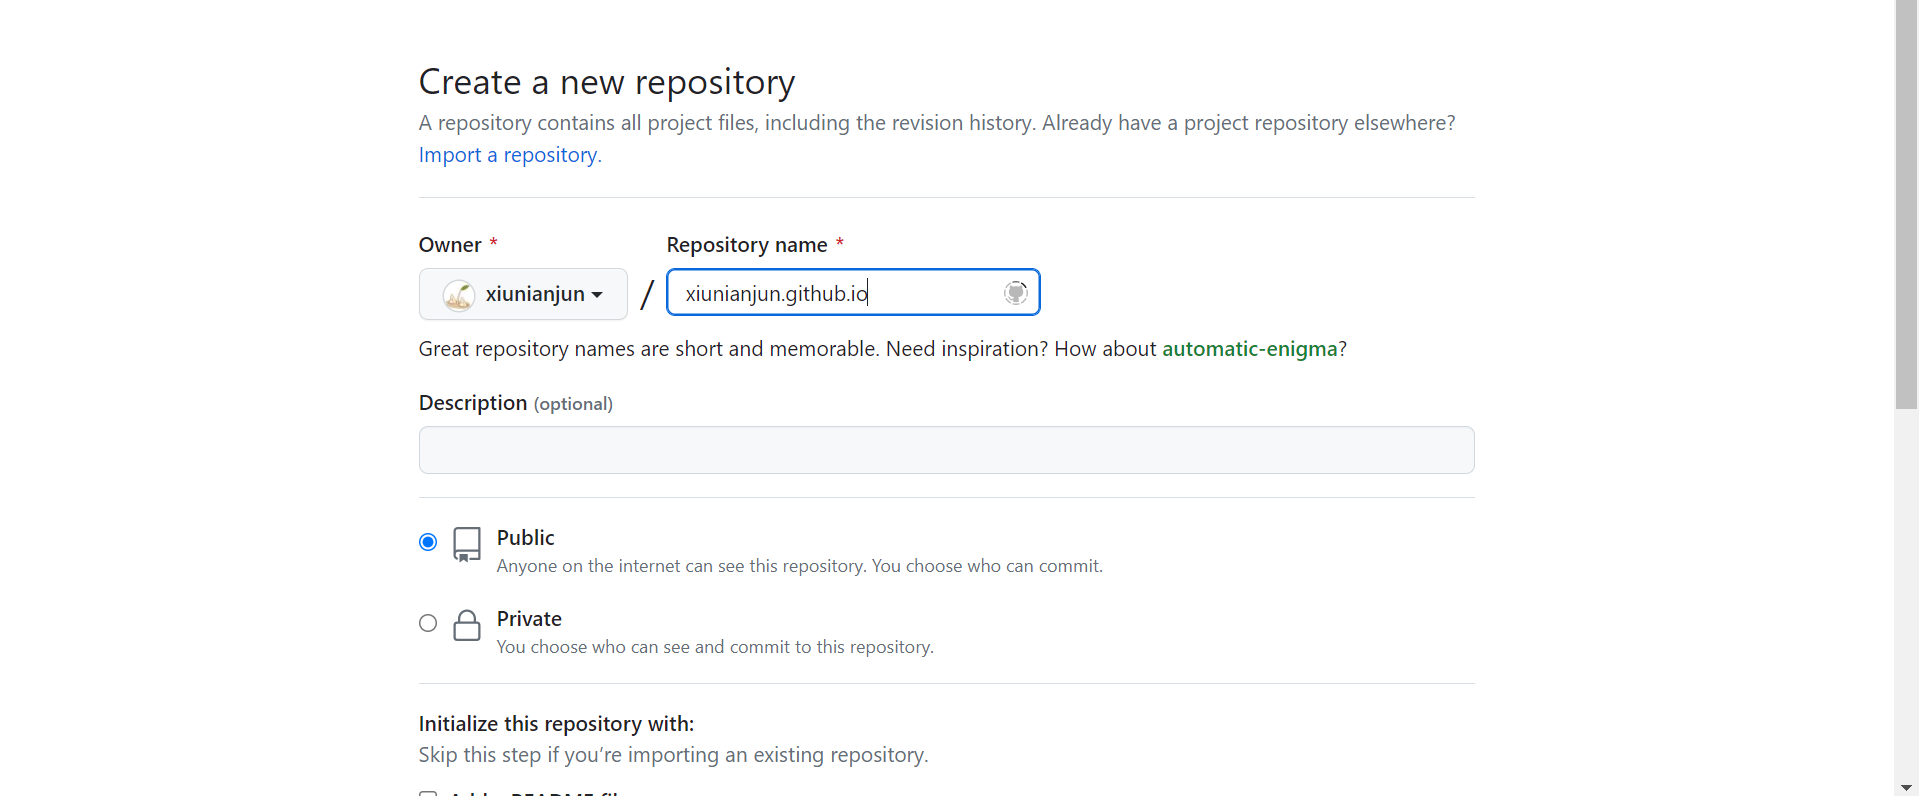 Create a new repository
A repository contains all project files, including the revision history. Already have a project repository elsewhere?
Import a repository.
Owner * Repository name *
xiunianjun / xiunianjun.github.io
Great repository names are short and memorable. Need inspiration? How about automatic-enigma?
Description (optional)
Public
Anyone on the internet can see this repository. You choose who can commit.
Private
You choose who can see and commit to this repository.
Initialize this repository with:
Skip this step if you’re importing an existing repository.